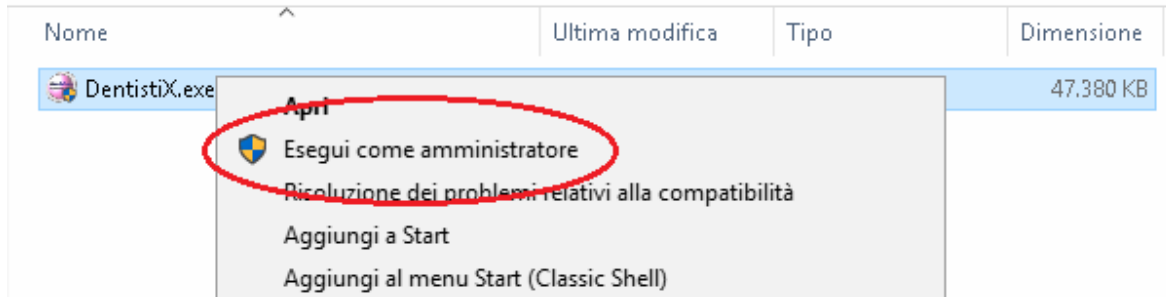 Nome Ultima modifica Tipo Dimensione
DentistiX.exe 47.380 KB
Apri
Esegui come amministratore
Risoluzione dei problemi relativi alla compatibilità
Aggiungi a Start
Aggiungi al menu Start (Classic Shell)